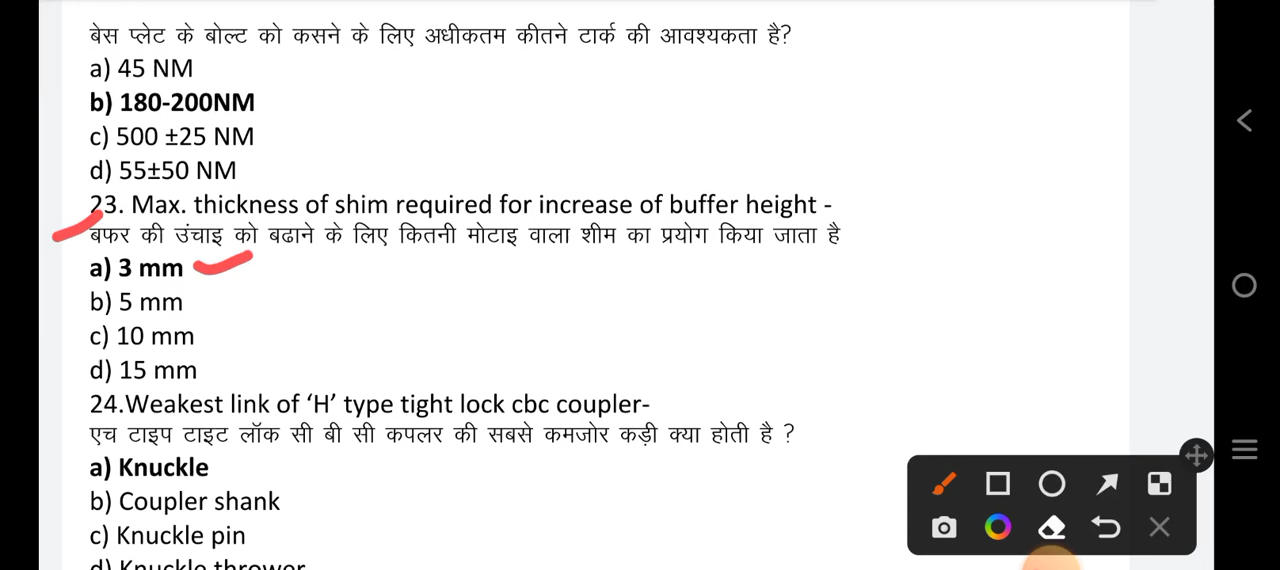 बेस प्लेट के बोल्ट को कसने के लिए अधीकतम कीतने टार्क की आवश्यकता है?
a) 45 NM
b) 180-200NM
c) 500 ±25 NM
d) 55±50 NM
23. Max. thickness of shim required for increase of buffer height -
बफर की उंचाइ को बढाने के लिए कितनी मोटाइ वाला शीम का प्रयोग किया जाता है
a) 3 mm
b) 5 mm
c) 10 mm
d) 15 mm
24.Weakest link of ‘H’ type tight lock cbc coupler-
एच टाइप टाइट लॉक सी बी सी कपलर की सबसे कमजोर कड़ी क्या होती है ?
a) Knuckle
b) Coupler shank
c) Knuckle pin
d) Knuckle thrower